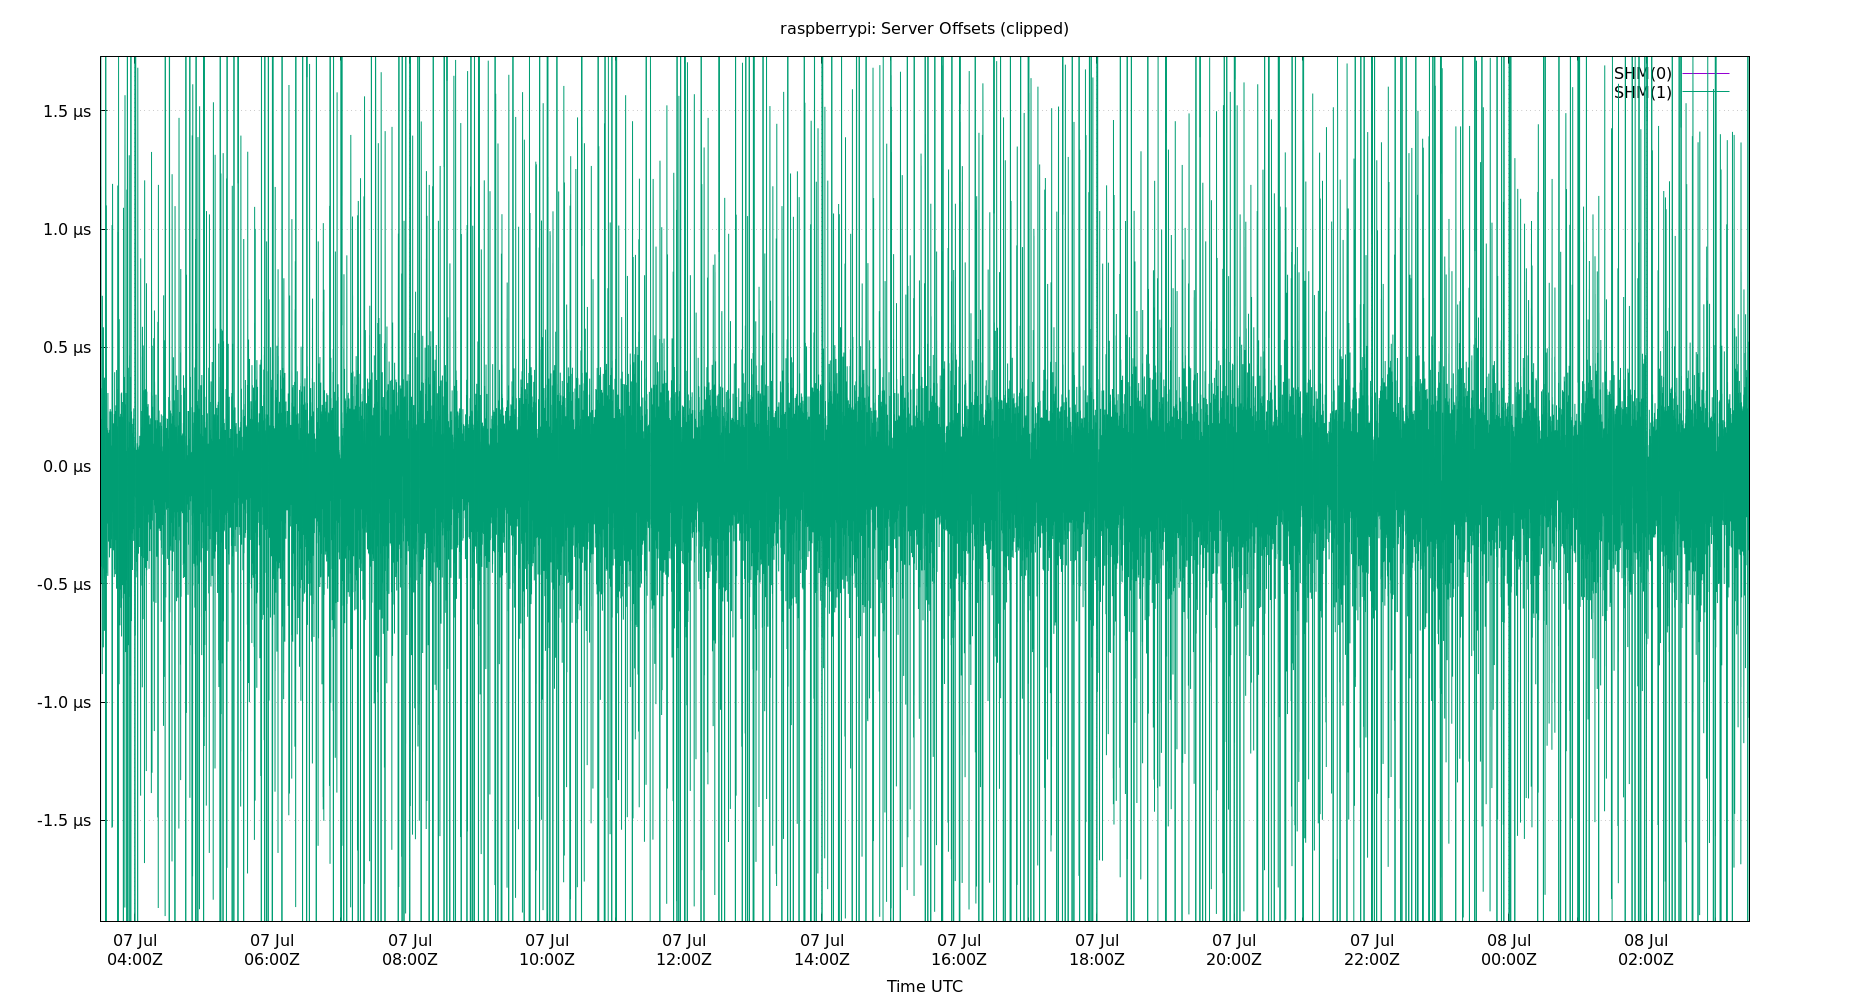 raspberrypi: Server Offsets (clipped)
SHM(0)
SHM(1)
1.5 µs
1.0 µs
0.5 µs
0.0 µs
-0.5 µs
-1.0 µs
-1.5 µs
07 Jul 07 Jul 07 Jul 07 Jul 07 Jul 07 Jul 07 Jul 07 Jul 07 Jul 07 Jul 08 Jul 08 Jul
04:00Z 06:00Z 08:00Z 10:00Z 12:00Z 14:00Z 16:00Z 18:00Z 20:00Z 22:00Z 00:00Z 02:00Z
Time UTC